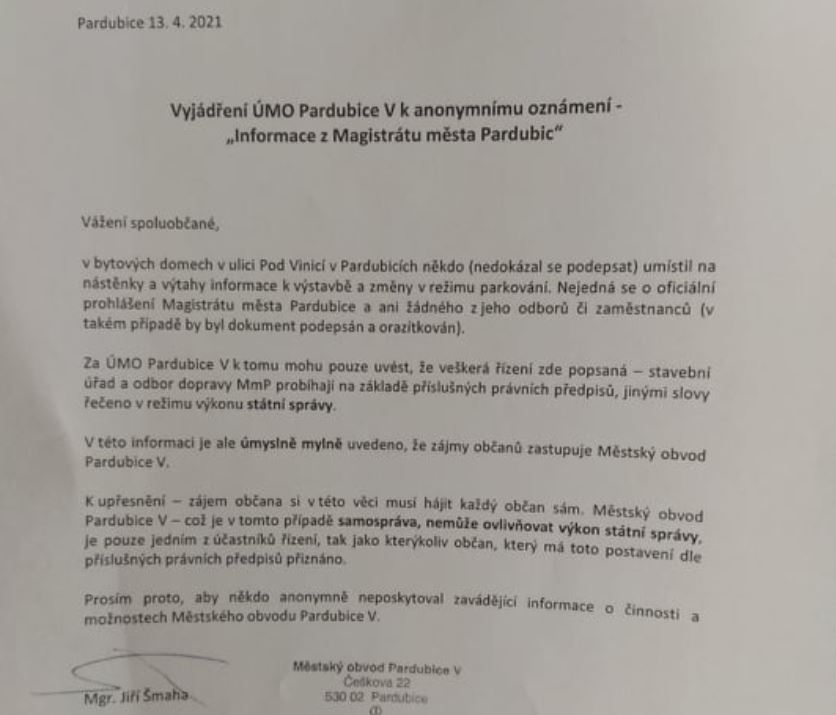 Pardubice 13. 4. 2021
Vyjádření ÚMO Pardubice V k anonymnímu oznámení -
„Informace z Magistrátu města Pardubic“
Vážení spoluobčané,
v bytových domech v ulici Pod Vinicí v Pardubicích někdo (nedokázal se podepsat) umístil na
nástěnky a výtahy informace k výstavbě a změny v režimu parkování. Nejedná se o oficiální
prohlášení Magistrátu města Pardubice a ani žádného z jeho odborů či zaměstnanců (v
takém případě by byl dokument podepsán a orazítkován).
Za ÚMO Pardubice V k tomu mohu pouze uvést, že veškerá řízení zde popsaná – stavební
úřad a odbor dopravy MmP probíhají na základě příslušných právních předpisů, jinými slovy
řečeno v režimu výkonu státní správy.
V této informaci je ale úmyslně mylně uvedeno, že zájmy občanů zastupuje Městský obvod
Pardubice V.
K upřesnění – zájem občana si v této věci musí hájit každý občan sám. Městský obvod
Pardubice V – což je v tomto případě samospráva, nemůže ovlivňovat výkon státní správy,
je pouze jedním z účastníků řízení, tak jako kterýkoliv občan, který má toto postavení dle
příslušných právních předpisů přiznáno.
Prosím proto, aby někdo anonymně neposkytoval zavádějící informace o činnosti a
možnostech Městského obvodu Pardubice V.
Mgr. Jiří Šmaha
Městský obvod Pardubice V
Češkova 22
530 02 Pardubice
①